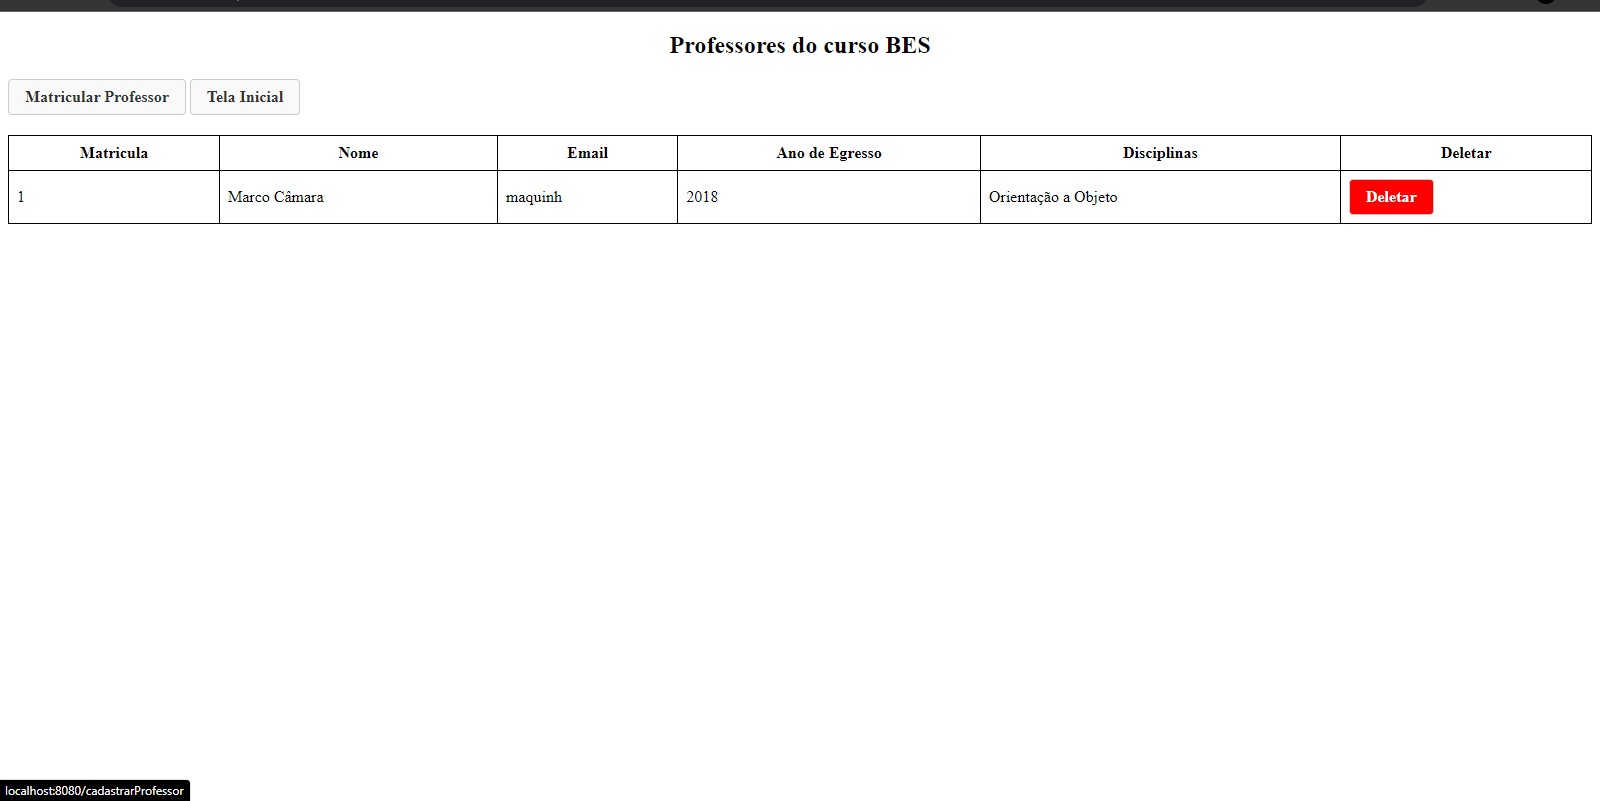 Professores do curso BES
Matricular Professor Tela Inicial
Matricula Nome Email Ano de Egresso Disciplinas Deletar
1 Marco Câmara maquinh 2018 Orientação a Objeto Deletar
localhost:8080/cadastrarProfessor